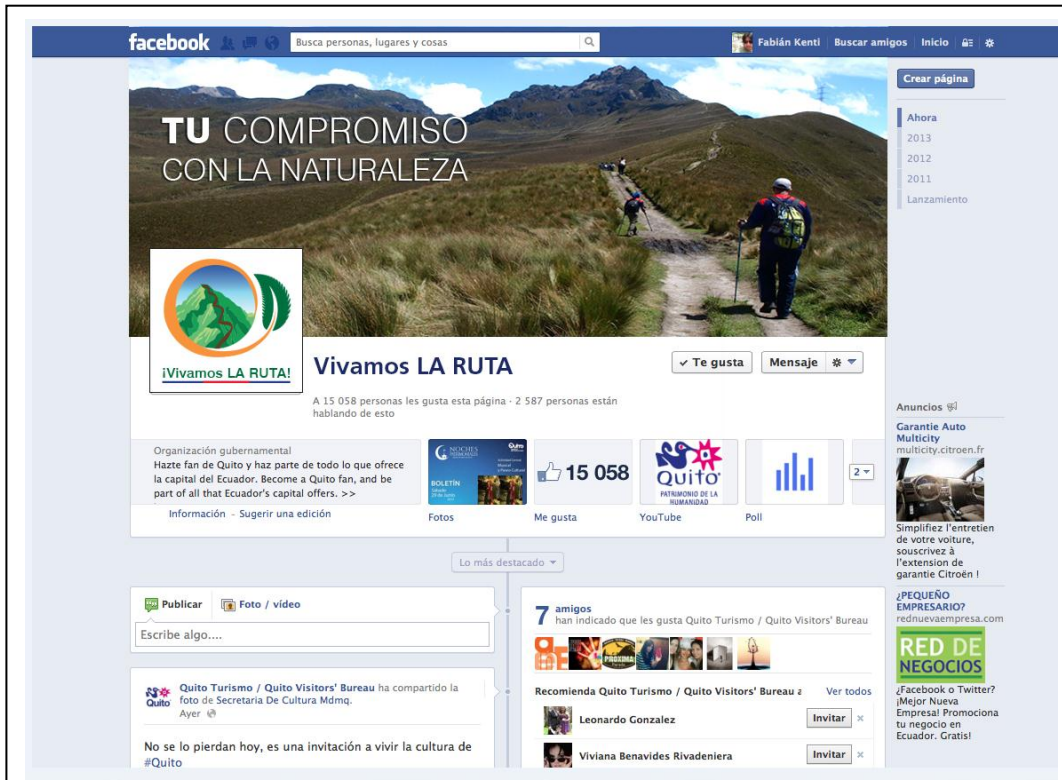 facebook
Busca personas, lugares y cosas
Fabián Kenti
Buscar amigos
Inicio
TU COMPROMISO
CON LA NATURALEZA
¡Vivamos LA RUTA!
Vivamos LA RUTA
✓ Te gusta
Mensaje
A 15 058 personas les gusta esta página · 2 587 personas están
hablando de esto
Organización gubernamental
Hazte fan de Quito y haz parte de todo lo que ofrece
la capital del Ecuador. Become a Quito fan, and be
part of all that Ecuador's capital offers. >>
Información - Sugerir una edición
NOCHES
BOLETÍN
Fotos
15 058
Me gusta
Quito
PATRIMONIO DE LA
HUMANIDAD
YouTube
Poll
2
Lo más destacado
Publicar
Foto / vídeo
Escribe algo....
Quito
Quito Turismo / Quito Visitors' Bureau ha compartido la
foto de Secretaria De Cultura Mdmq.
Ayer
No se lo pierdan hoy, es una invitación a vivir la cultura de
#Quito
7 amigos
han indicado que les gusta Quito Turismo / Quito Visitors' Bureau
PROXIMA
Recomienda Quito Turismo / Quito Visitors' Bureau a
Ver todos
Leonardo Gonzalez
Invitar ×
Viviana Benavides Rivadeniera
Invitar ×
Crear página
Ahora
2013
2012
2011
Lanzamiento
Anuncios
Garantie Auto
Multicity
multicity.citroen.fr
Simplifiez l'entretien
de votre voiture,
souscrivez à
l'extension de
garantie Citroën !
¿PEQUEÑO
EMPRESARIO?
rednuevaempresa.com
RED DE
NEGOCIOS
¿Facebook o Twitter?
¡Mejor Nueva
Empresa! Promociona
tu negocio en
Ecuador. Gratis!